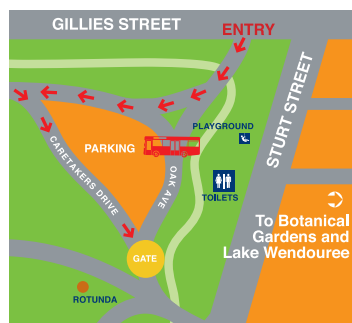 GILLIES STREET
ENTRY
STURT STREET
PLAYGROUND
PARKING
OAK AVE
CARETAKERS DRIVE
TOILETS
To Botanical
Gardens and
Lake Wendouree
GATE
ROTUNDA